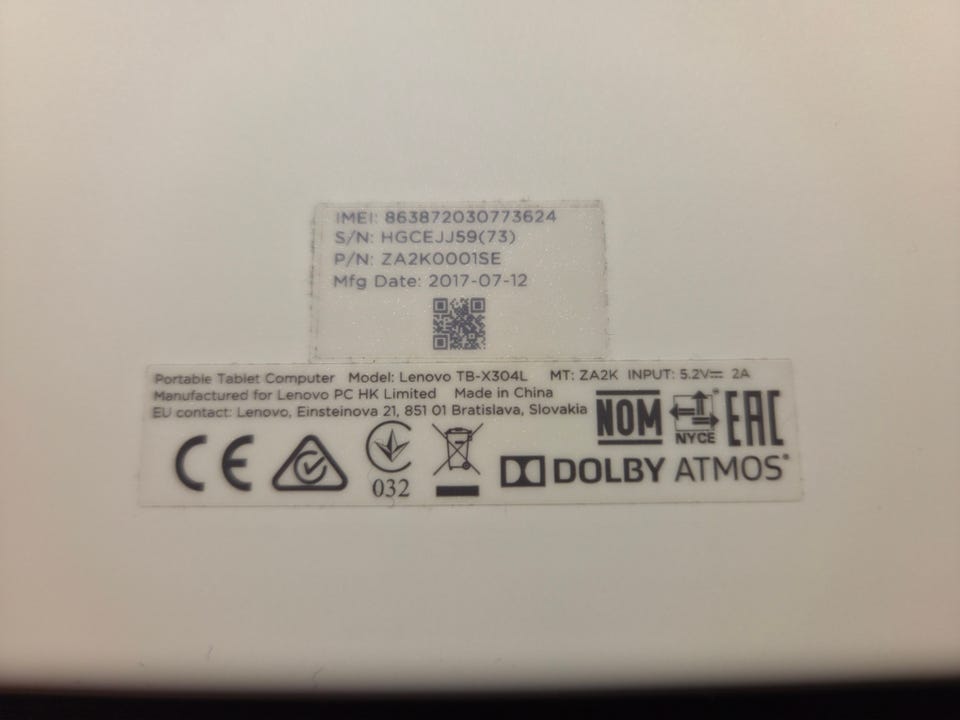 IMEI: 863872030773624
S/N: HGCEJJ59(73)
P/N: ZA2K0001SE
Mfg Date: 2017-07-12
Portable Tablet Computer Model: Lenovo TB-X304L MT: ZA2K INPUT: 5.2V⎓ 2A
Manufactured for Lenovo PC HK Limited Made in China
EU contact: Lenovo, Einsteinova 21, 851 01 Bratislava, Slovakia
NOM NYCE EAC
CE 032 DOLBY ATMOS®